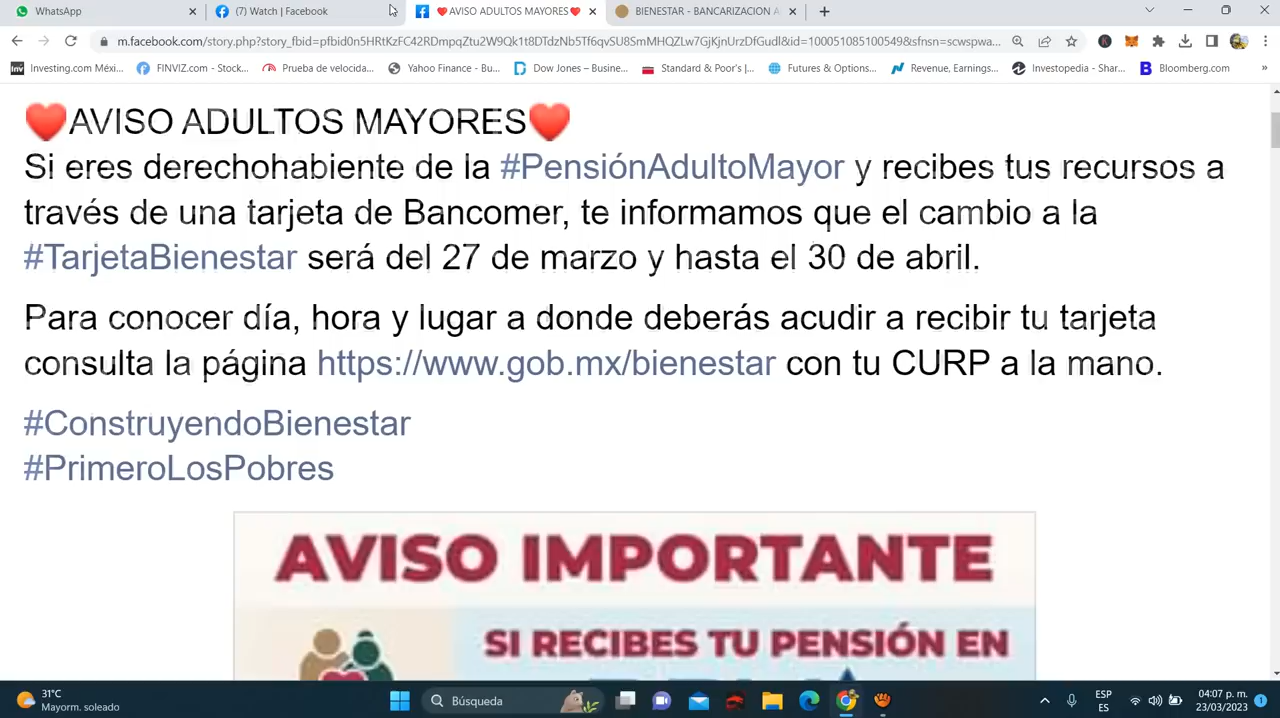 WhatsApp
(7) Watch | Facebook
❤️AVISO ADULTOS MAYORES❤️
BIENESTAR - BANCARIZACION A
m.facebook.com/story.php?story_fbid=pfbid0n5HRtKzFC42RDmpqZtu2W9Qk1t8DTdzNb5Tf6qvSU8SmMHQZLw7GjKjnUrzDfGudl&id=100051085100549&sfnsn=scwspwa...
Investing.com Méxi...
FINVIZ.com - Stock...
Prueba de velocida...
Yahoo Finance - Bu...
Dow Jones – Busine...
Standard & Poor's |...
Futures & Options...
Revenue, Earnings...
Investopedia - Shar...
Bloomberg.com
»
❤️AVISO ADULTOS MAYORES❤️
Si eres derechohabiente de la #PensiónAdultoMayor y recibes tus recursos a
través de una tarjeta de Bancomer, te informamos que el cambio a la
#TarjetaBienestar será del 27 de marzo y hasta el 30 de abril.
Para conocer día, hora y lugar a donde deberás acudir a recibir tu tarjeta
consulta la página https://www.gob.mx/bienestar con tu CURP a la mano.
#ConstruyendoBienestar
#PrimeroLosPobres
AVISO IMPORTANTE
SI RECIBES TU PENSIÓN EN
31°C
Mayorm. soleado
Búsqueda
ESP
ES
04:07 p. m.
23/03/2023